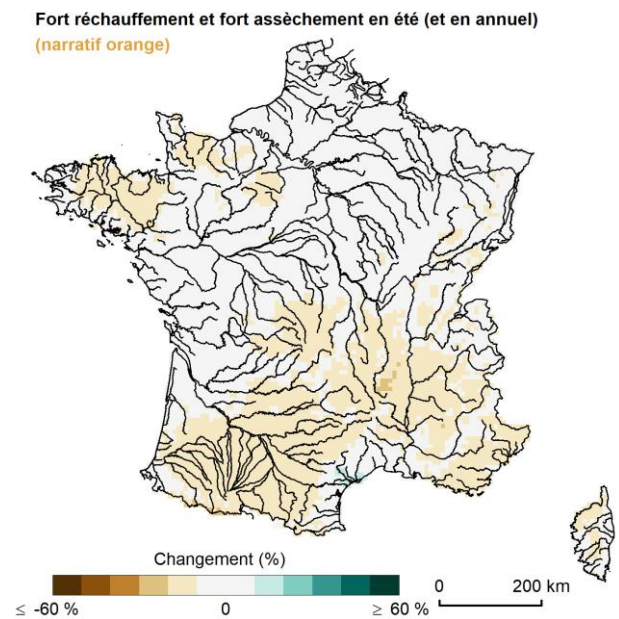 Fort réchauffement et fort assèchement en été (et en annuel)
(narratif orange)
Changement (%)
≤ -60 % 0 ≥ 60 %
0 200 km